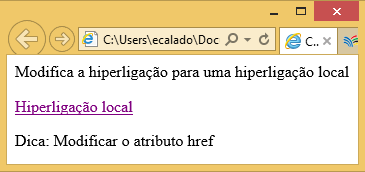 C:\Users\ecalado\Doc
C...
Modifica a hiperligação para uma hiperligação local
Hiperligação local
Dica: Modificar o atributo href